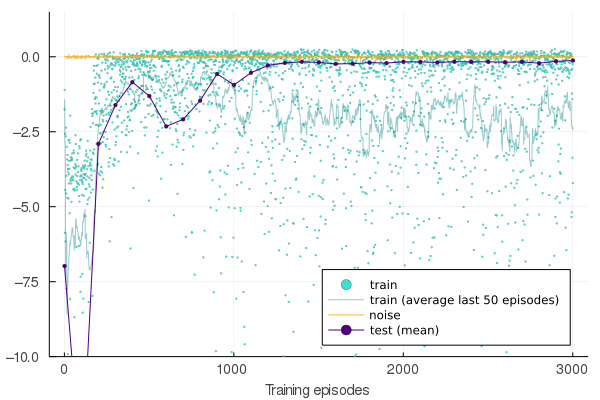 0.0
−2.5
−5.0
−7.5
−10.0
0
1000
2000
3000
Training episodes
train
train (average last 50 episodes)
noise
test (mean)